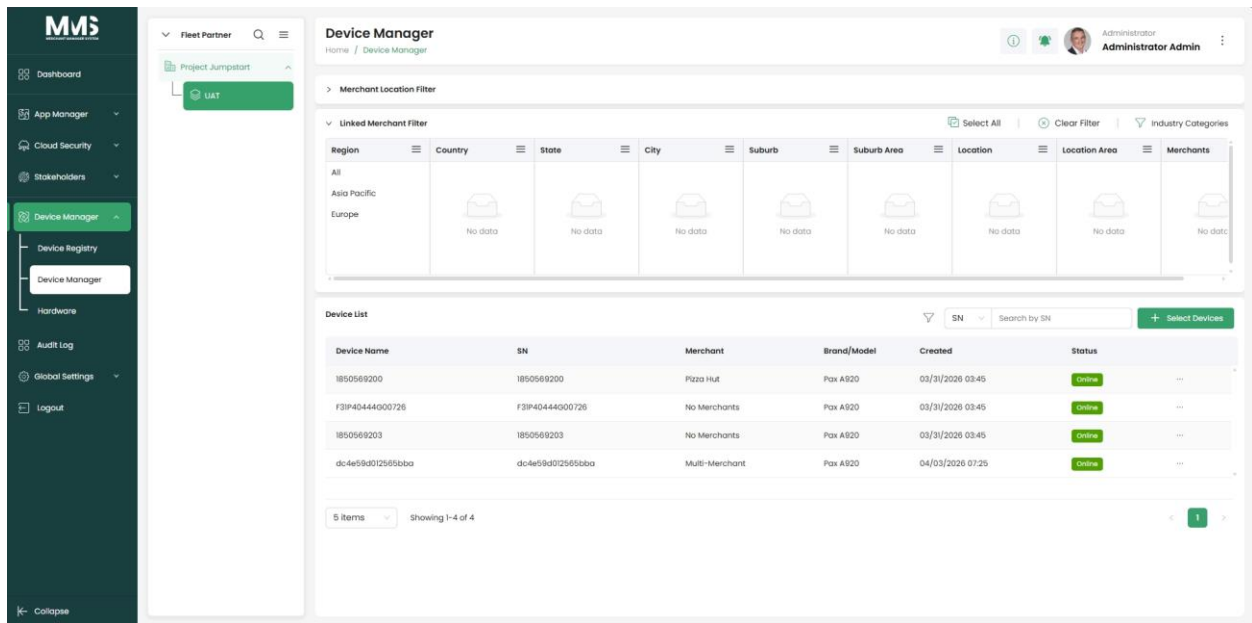 MMS
Dashboard
App Manager
Cloud Security
Stakeholders
Device Manager
Device Registry
Device Manager
Hardware
Audit Log
Global Settings
Logout
Collapse
Fleet Partner
Project Jumpstart
UAT
Device Manager
Home / Device Manager
Administrator
Administrator Admin
Merchant Location Filter
Linked Merchant Filter Select All Clear Filter Industry Categories
Region Country State City Suburb Suburb Area Location Location Area Merchants
All
Asia Pacific
Europe
No data No data No data No data No data No data No data No data
Device List SN Search by SN + Select Devices
Device Name SN Merchant Brand/Model Created Status
1850569200 1850569200 Pizza Hut Pax A920 03/31/2026 03:45 Online ...
F31P40444G00726 F31P40444G00726 No Merchants Pax A920 03/31/2026 03:45 Online ...
1850569203 1850569203 No Merchants Pax A920 03/31/2026 03:45 Online ...
dc4e59d012565bba dc4e59d012565bba Multi-Merchant Pax A920 04/03/2026 07:25 Online ...
5 items Showing 1-4 of 4 < 1 >